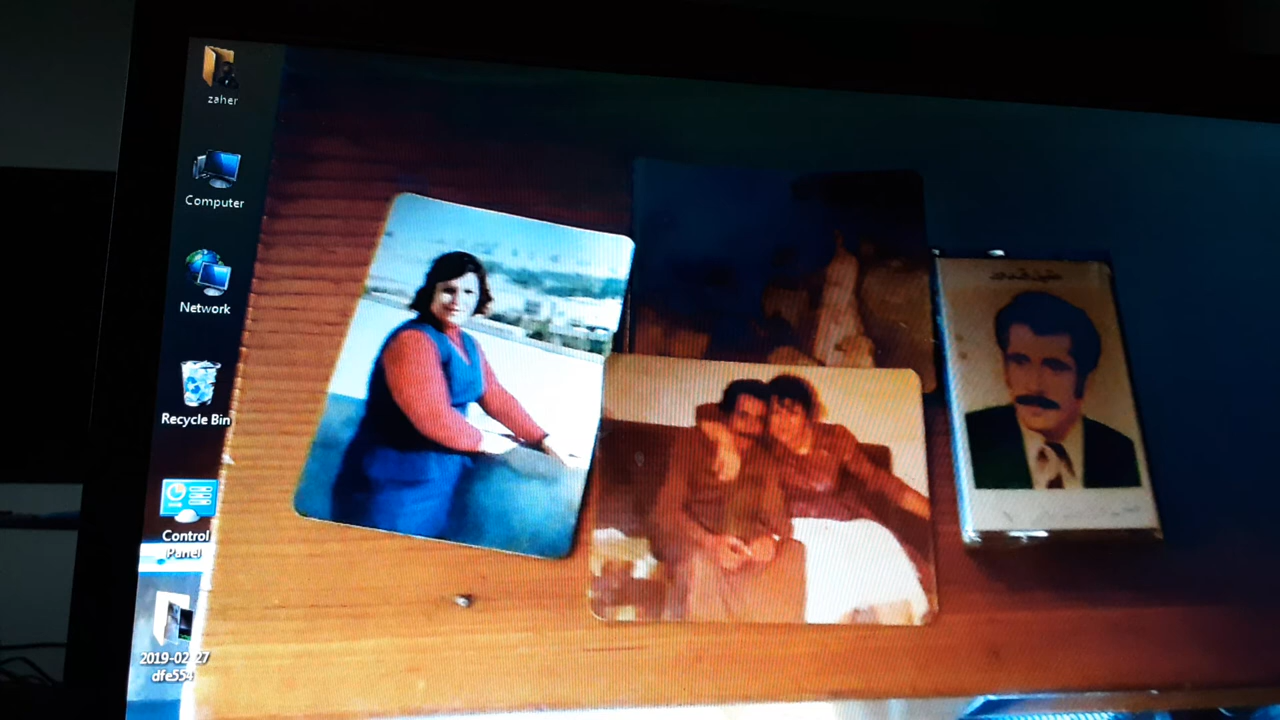 zaher
Computer
Network
Recycle Bin
Control
Panel
2019-02-27
dfe554